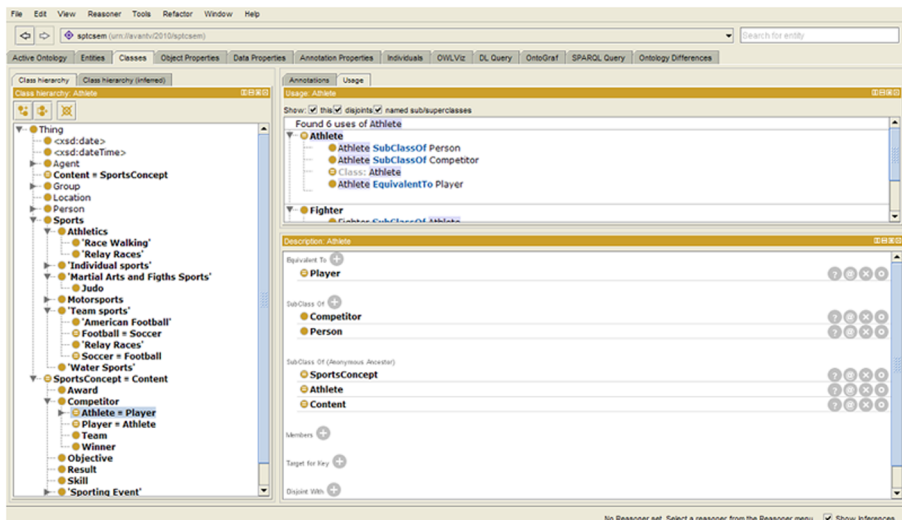 File Edit View Reasoner Tools Refactor Window Help
sptcsem (urn://avantv/2010/sptcsem)
Search for entity
Active Ontology Entities Classes Object Properties Data Properties Annotation Properties Individuals OWLViz DL Query OntoGraf SPARQL Query Ontology Differences
Class hierarchy Class hierarchy (inferred)
Class hierarchy: Athlete
Thing
<xsd:date>
<xsd:dateTime>
Agent
Content ≡ SportsConcept
Group
Location
Person
Sports
Athletics
'Race Walking'
'Relay Races'
'Individual sports'
'Martial Arts and Figths Sports'
Judo
Motorsports
'Team sports'
'American Football'
Football ≡ Soccer
'Relay Races'
Soccer ≡ Football
'Water Sports'
SportsConcept ≡ Content
Award
Competitor
Athlete ≡ Player
Player ≡ Athlete
Team
Winner
Objective
Result
Skill
'Sporting Event'
Annotations Usage
Usage: Athlete
Show: this disjoints named sub/superclasses
Found 6 uses of Athlete
Athlete
Athlete SubClassOf Person
Athlete SubClassOf Competitor
Class: Athlete
Athlete EquivalentTo Player
Fighter
Fighter SubClassOf Athlete
Description: Athlete
Equivalent To
Player
SubClass Of
Competitor
Person
SubClass Of (Anonymous Ancestor)
SportsConcept
Athlete
Content
Members
Target for Key
Disjoint With
No Reasoner set. Select a reasoner from the Reasoner menu Show Inferences